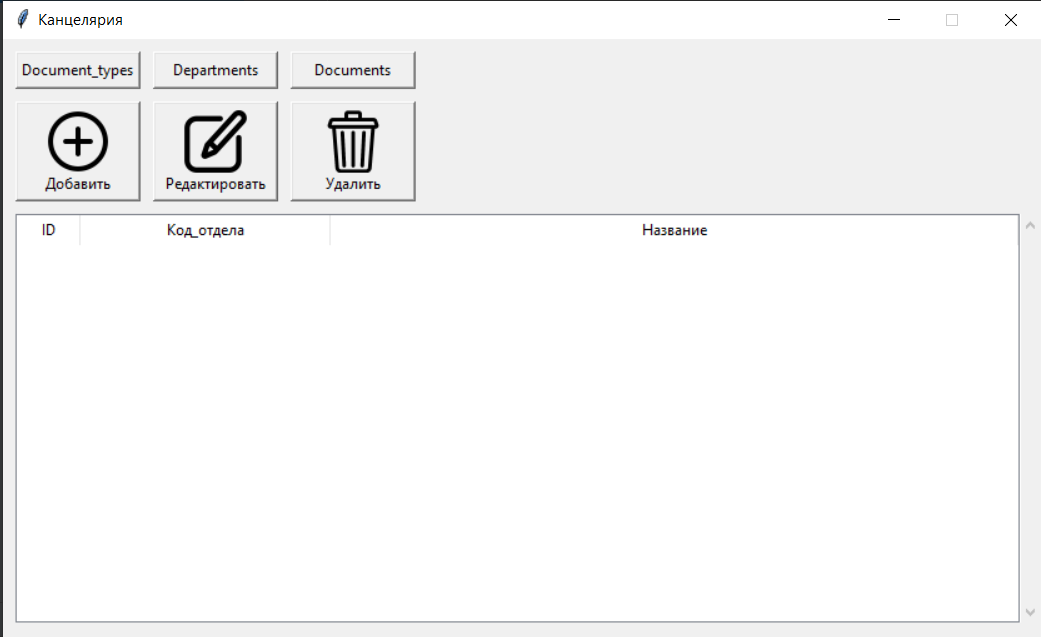 Канцелярия
Document_types Departments Documents
Добавить Редактировать Удалить
ID Код_отдела Название